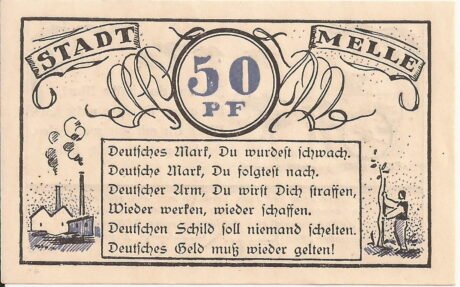 STADT MELLE
50
PF
Deutsches Mark, Du wurdest schwach.
Deutsche Mark, Du folgtest nach.
Deutscher Arm, Du wirst Dich straffen,
Wieder werken, wieder schaffen.
Deutschen Schild soll niemand schelten.
Deutsches Geld muß wieder gelten!